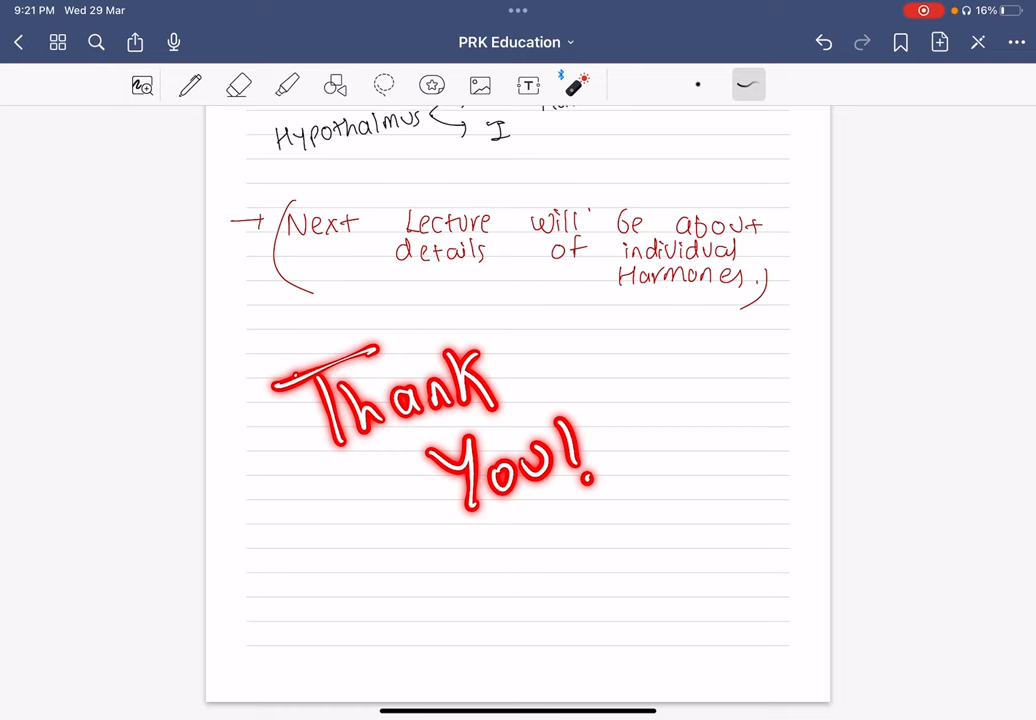 9:21 PM Wed 29 Mar
16%
PRK Education
T
Hypothalmus
I
Next Lecture will be about
details of individual
Harmones.
Thank
You!